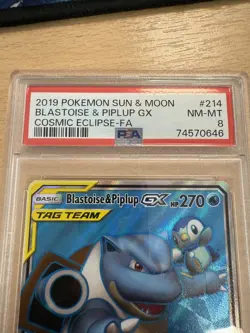 2019 POKEMON SUN & MOON #214
BLASTOISE & PIPLUP GX NM-MT
COSMIC ECLIPSE-FA PSA 8
74570646
BASIC Blastoise&Piplup GX HP 270
TAG TEAM